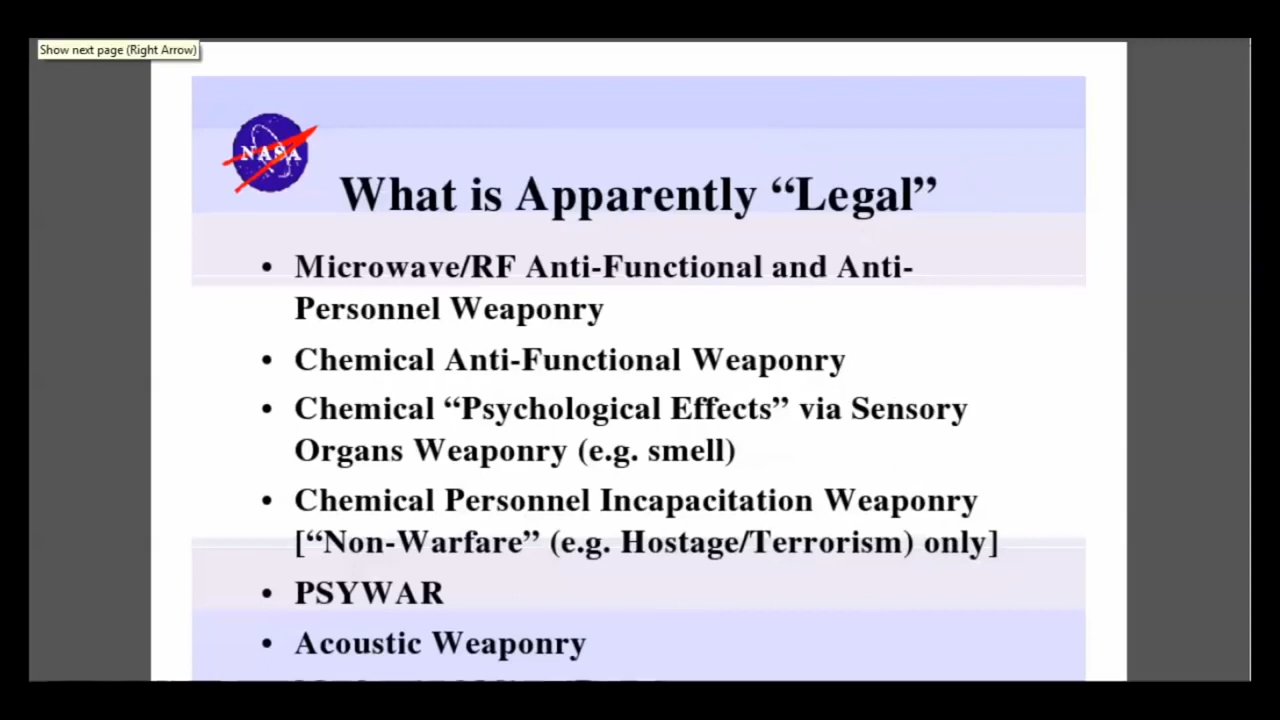 Show next page (Right Arrow)
NASA
What is Apparently “Legal”
• Microwave/RF Anti-Functional and Anti-
Personnel Weaponry
• Chemical Anti-Functional Weaponry
• Chemical “Psychological Effects” via Sensory
Organs Weaponry (e.g. smell)
• Chemical Personnel Incapacitation Weaponry
[“Non-Warfare” (e.g. Hostage/Terrorism) only]
• PSYWAR
• Acoustic Weaponry